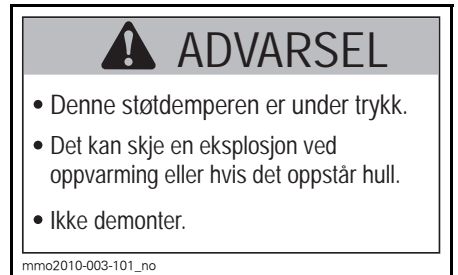 ADVARSEL
• Denne støtdemperen er under trykk.
• Det kan skje en eksplosjon ved
oppvarming eller hvis det oppstår hull.
• Ikke demonter.
mmo2010-003-101_no